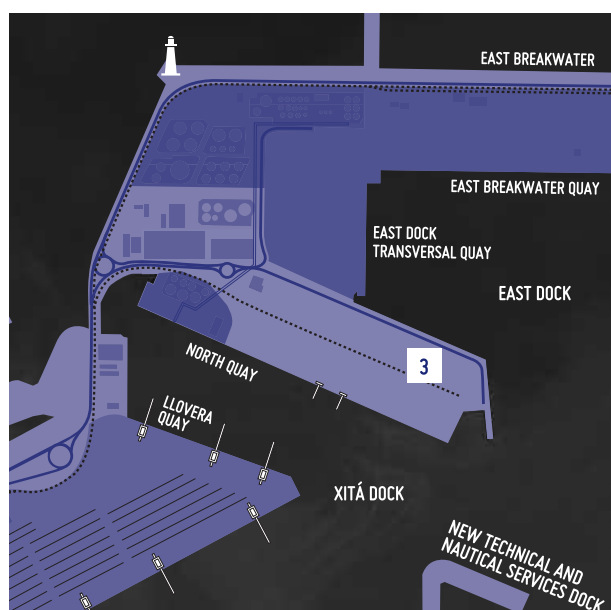 EAST BREAKWATER
EAST BREAKWATER QUAY
EAST DOCK
TRANSVERSAL QUAY
EAST DOCK
NORTH QUAY
3
LLOVERA
QUAY
XITÁ DOCK
NEW TECHNICAL AND
NAUTICAL SERVICES DOCK